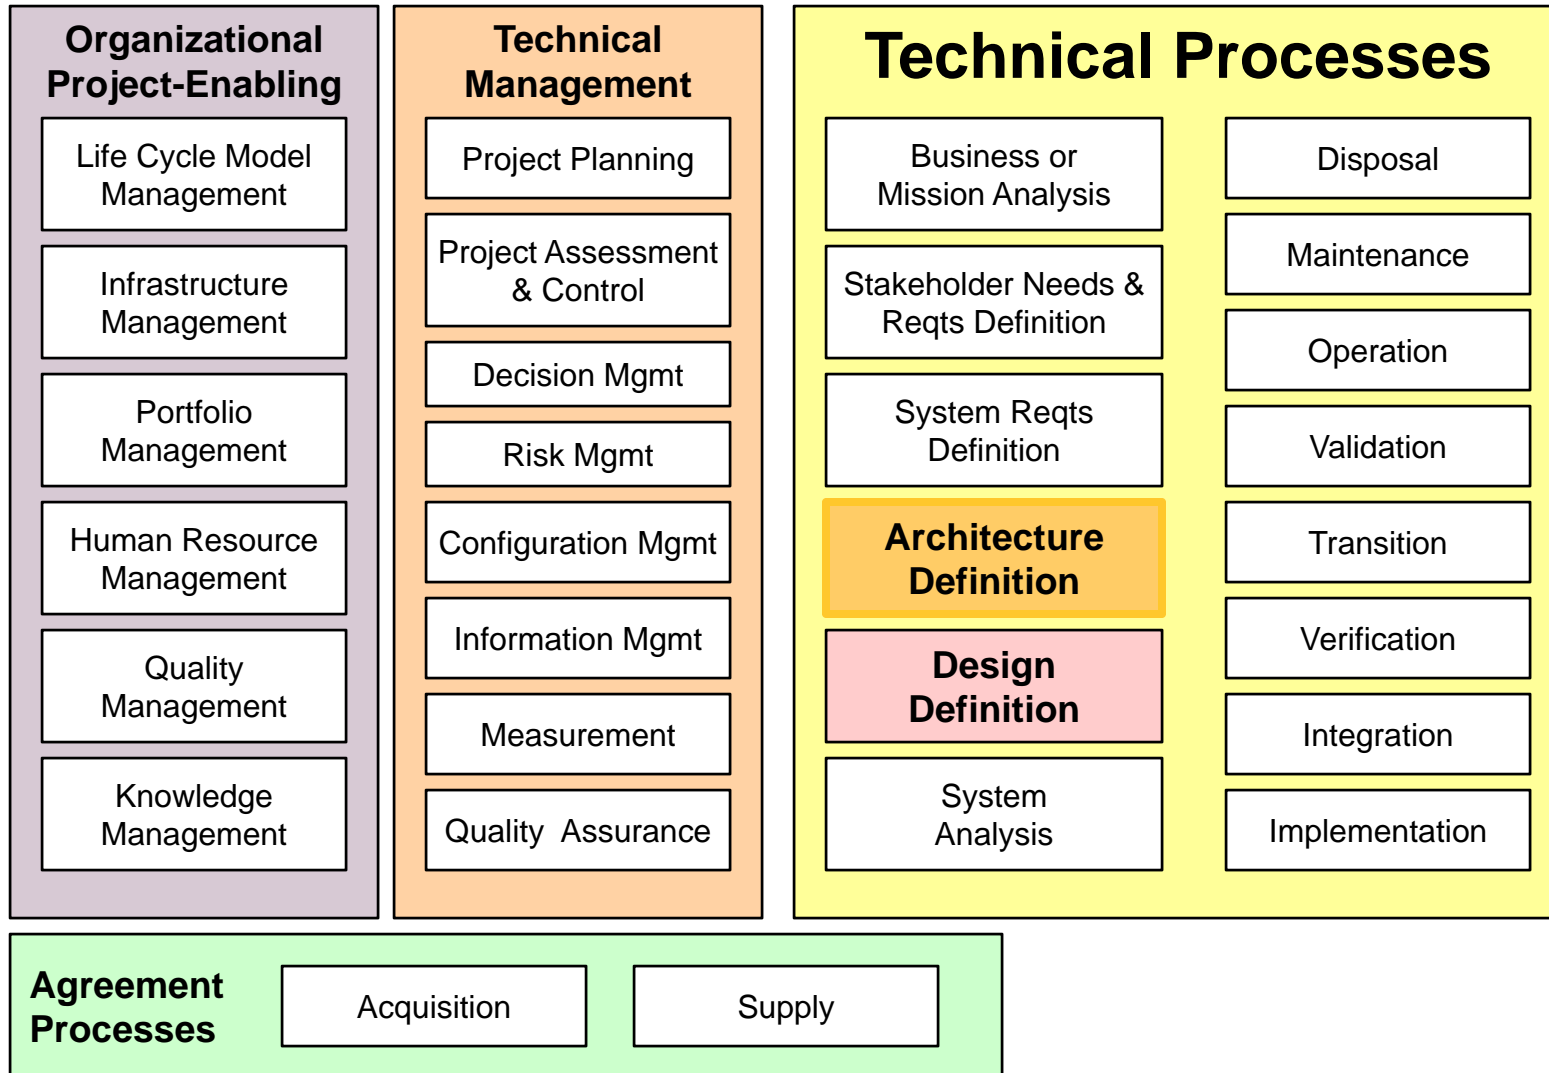 Organizational
Project-Enabling
Life Cycle Model
Management
Infrastructure
Management
Portfolio
Management
Human Resource
Management
Quality
Management
Knowledge
Management
Technical
Management
Project Planning
Project Assessment
& Control
Decision Mgmt
Risk Mgmt
Configuration Mgmt
Information Mgmt
Measurement
Quality  Assurance
Technical Processes
Business or
Mission Analysis
Stakeholder Needs &
Reqts Definition
System Reqts
Definition
Architecture
Definition
Design
Definition
System
Analysis
Disposal
Maintenance
Operation
Validation
Transition
Verification
Integration
Implementation
Agreement
Processes
Acquisition
Supply